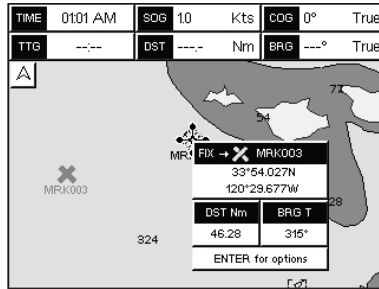 TIME 01:01 AM SOG 1.0 Kts COG 0° True
TTG --:-- DST ----.- Nm BRG ---° True
A
77
54
MR
FIX → MRK003
33°54.027N
120°29.677W
MRK003
28
DST Nm BRG T
46.28 315°
324
ENTER for options